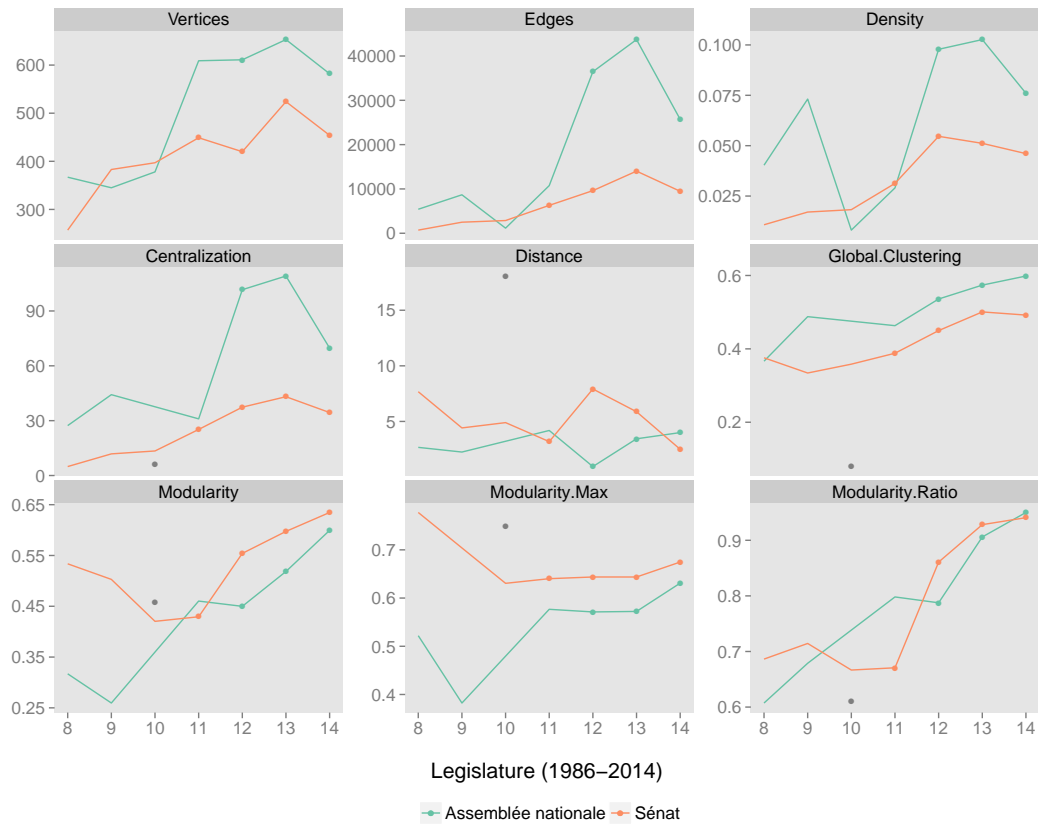 Vertices
Edges
Density
600
500
400
300
40000
30000
20000
10000
0
0.100
0.075
0.050
0.025
Centralization
Distance
Global.Clustering
90
60
30
0
15
10
5
0.6
0.4
0.2
Modularity
Modularity.Max
Modularity.Ratio
0.65
0.55
0.45
0.35
0.25
0.7
0.6
0.5
0.4
0.9
0.8
0.7
0.6
8 9 10 11 12 13 14
8 9 10 11 12 13 14
8 9 10 11 12 13 14
Legislature (1986−2014)
Assemblée nationale Sénat